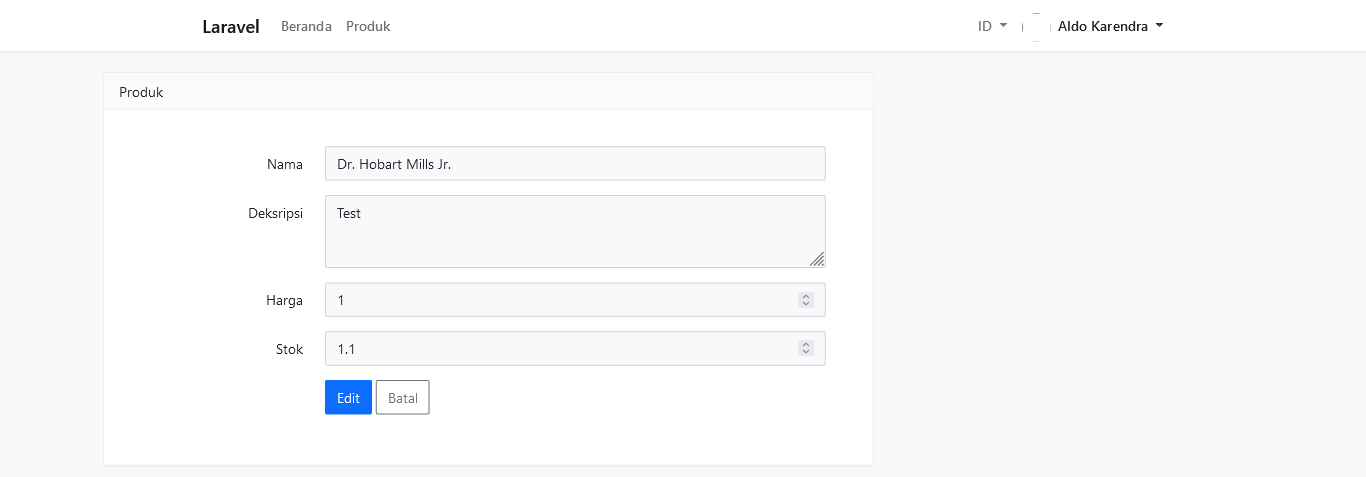 Laravel Beranda Produk ID Aldo Karendra
Produk
Nama Dr. Hobart Mills Jr.
Deksripsi Test
Harga 1
Stok 1.1
Edit Batal